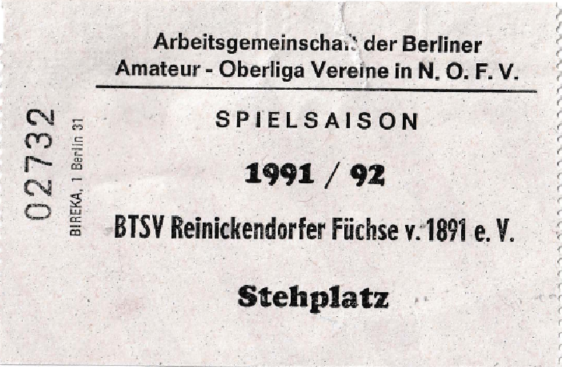 Arbeitsgemeinschaft der Berliner
Amateur - Oberliga Vereine in N. O. F. V.
SPIELSAISON
1991 / 92
BTSV Reinickendorfer Füchse v. 1891 e. V.
Stehplatz
02732
BIREKA, 1 Berlin 31